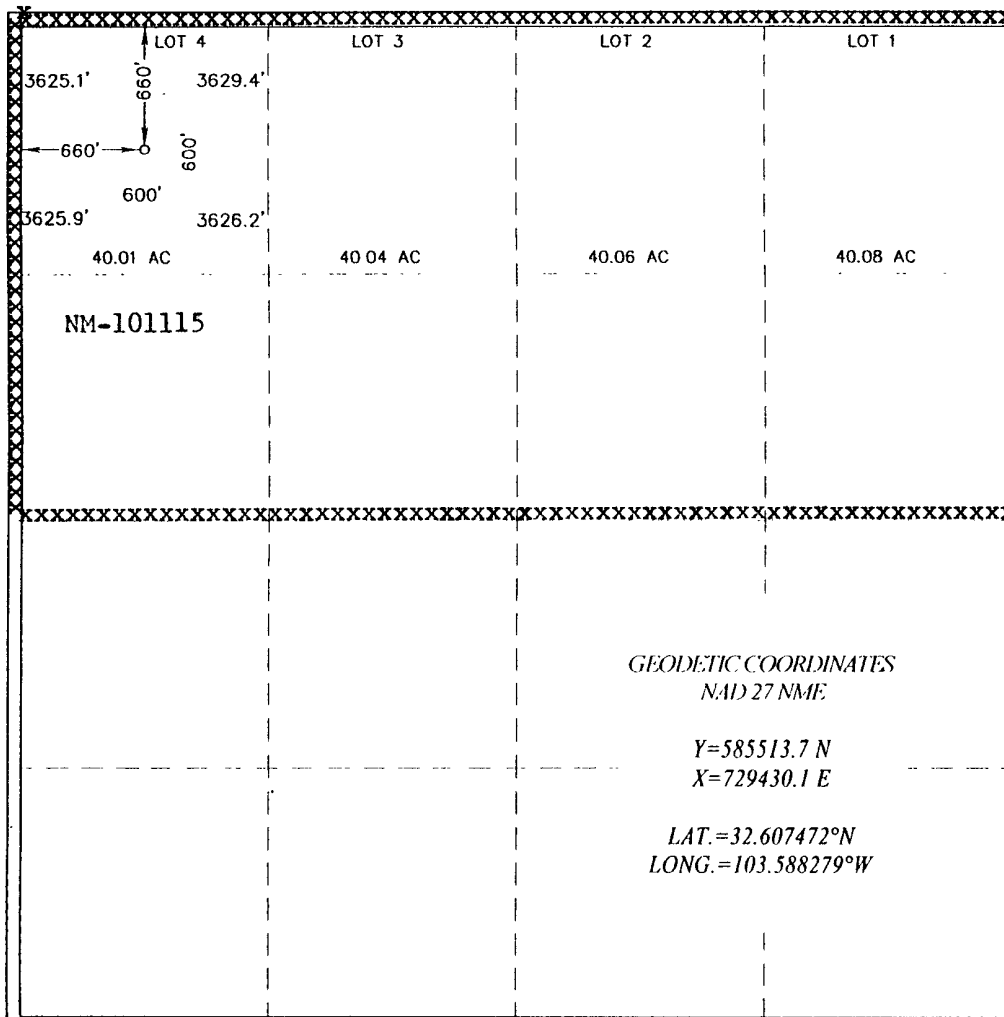 LOT 4 LOT 3 LOT 2 LOT 1
3625.1' 660' 3629.4'
660' 600'
600'
3625.9' 3626.2'
40.01 AC 40 04 AC 40.06 AC 40.08 AC
NM-101115
GEODETIC COORDINATES
NAD 27 NME
Y=585513.7 N
X=729430.1 E
LAT.=32.607472°N
LONG.=103.588279°W